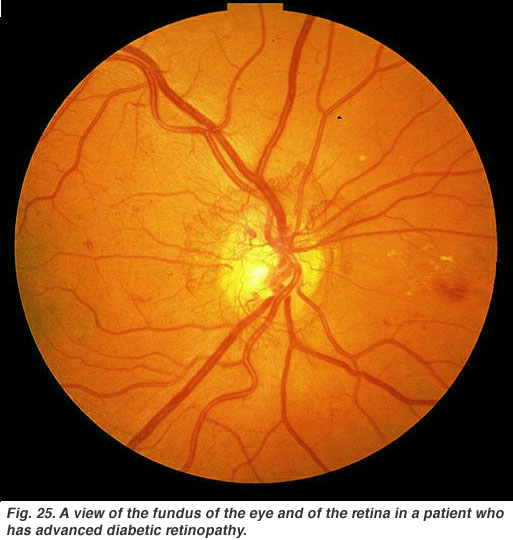 Fig. 25. A view of the fundus of the eye and of the retina in a patient who
has advanced diabetic retinopathy.